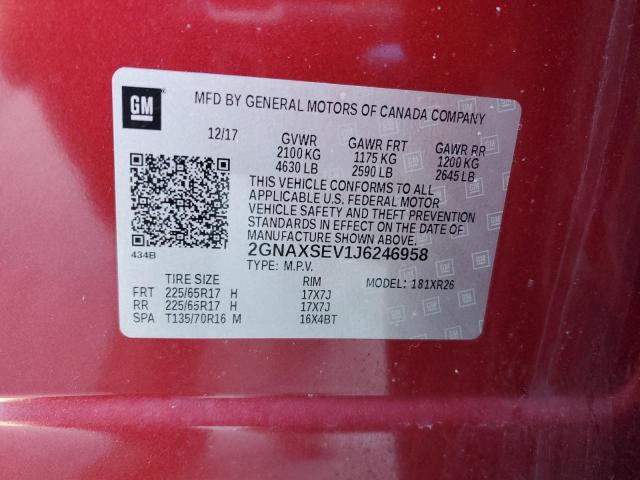 GM
MFD BY GENERAL MOTORS OF CANADA COMPANY
12/17 GVWR GAWR FRT GAWR RR
2100 KG 1175 KG 1200 KG
4630 LB 2590 LB 2645 LB
THIS VEHICLE CONFORMS TO ALL
APPLICABLE U.S. FEDERAL MOTOR
VEHICLE SAFETY AND THEFT PREVENTION
STANDARDS IN EFFECT ON THE DATE OF
MANUFACTURE SHOWN ABOVE.
434B 2GNAXSEV1J6246958
TYPE: M.P.V.
TIRE SIZE RIM MODEL: 181XR26
FRT 225/65R17 H 17X7J
RR 225/65R17 H 17X7J
SPA T135/70R16 M 16X4BT